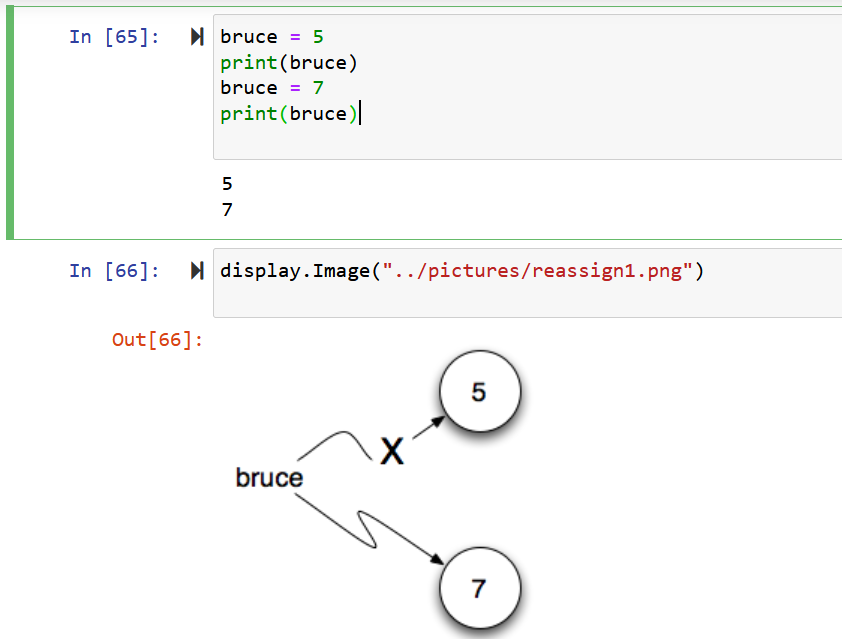 In [65]: bruce = 5
print(bruce)
bruce = 7
print(bruce)
5
7
In [66]: display.Image("../pictures/reassign1.png")
Out[66]:
5
X
bruce
7